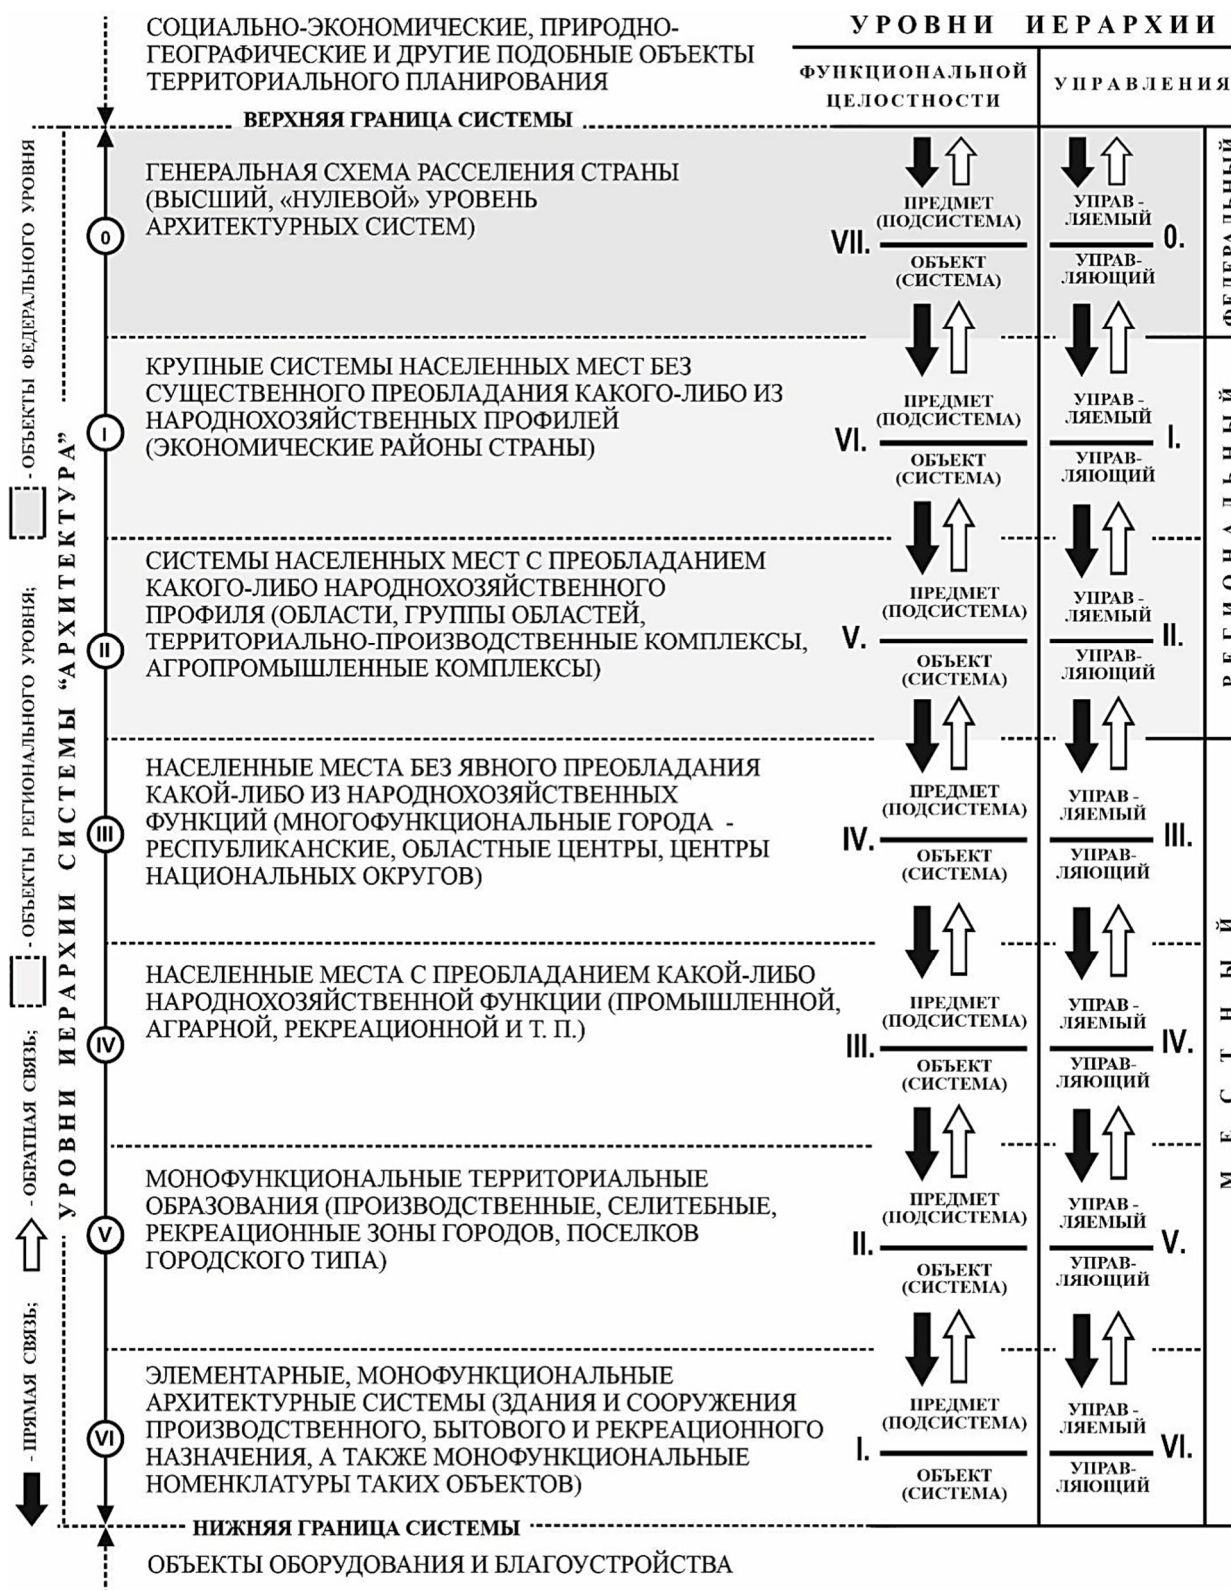 СОЦИАЛЬНО-ЭКОНОМИЧЕСКИЕ, ПРИРОДНО-
ГЕОГРАФИЧЕСКИЕ И ДРУГИЕ ПОДОБНЫЕ ОБЪЕКТЫ
ТЕРРИТОРИАЛЬНОГО ПЛАНИРОВАНИЯ
УРОВНИ ИЕРАРХИИ
ФУНКЦИОНАЛЬНОЙ
ЦЕЛОСТНОСТИ
УПРАВЛЕНИЯ
ВЕРХНЯЯ ГРАНИЦА СИСТЕМЫ
0
ГЕНЕРАЛЬНАЯ СХЕМА РАССЕЛЕНИЯ СТРАНЫ
(ВЫСШИЙ, «НУЛЕВОЙ» УРОВЕНЬ
АРХИТЕКТУРНЫХ СИСТЕМ)
VII.
ПРЕДМЕТ
(ПОДСИСТЕМА)
ОБЪЕКТ
(СИСТЕМА)
УПРАВ -
ЛЯЕМЫЙ
УПРАВ-
ЛЯЮЩИЙ
0.
ФЕДЕРАЛЬНЫЙ
I
КРУПНЫЕ СИСТЕМЫ НАСЕЛЕННЫХ МЕСТ БЕЗ
СУЩЕСТВЕННОГО ПРЕОБЛАДАНИЯ КАКОГО-ЛИБО ИЗ
НАРОДНОХОЗЯЙСТВЕННЫХ ПРОФИЛЕЙ
(ЭКОНОМИЧЕСКИЕ РАЙОНЫ СТРАНЫ)
VI.
ПРЕДМЕТ
(ПОДСИСТЕМА)
ОБЪЕКТ
(СИСТЕМА)
УПРАВ -
ЛЯЕМЫЙ
УПРАВ-
ЛЯЮЩИЙ
I.
РЕГИОНАЛЬНЫЙ
II
СИСТЕМЫ НАСЕЛЕННЫХ МЕСТ С ПРЕОБЛАДАНИЕМ
КАКОГО-ЛИБО НАРОДНОХОЗЯЙСТВЕННОГО
ПРОФИЛЯ (ОБЛАСТИ, ГРУППЫ ОБЛАСТЕЙ,
ТЕРРИТОРИАЛЬНО-ПРОИЗВОДСТВЕННЫЕ КОМПЛЕКСЫ,
АГРОПРОМЫШЛЕННЫЕ КОМПЛЕКСЫ)
V.
ПРЕДМЕТ
(ПОДСИСТЕМА)
ОБЪЕКТ
(СИСТЕМА)
УПРАВ -
ЛЯЕМЫЙ
УПРАВ-
ЛЯЮЩИЙ
II.
III
НАСЕЛЕННЫЕ МЕСТА БЕЗ ЯВНОГО ПРЕОБЛАДАНИЯ
КАКОЙ-ЛИБО ИЗ НАРОДНОХОЗЯЙСТВЕННЫХ
ФУНКЦИЙ (МНОГОФУНКЦИОНАЛЬНЫЕ ГОРОДА -
РЕСПУБЛИКАНСКИЕ, ОБЛАСТНЫЕ ЦЕНТРЫ, ЦЕНТРЫ
НАЦИОНАЛЬНЫХ ОКРУГОВ)
IV.
ПРЕДМЕТ
(ПОДСИСТЕМА)
ОБЪЕКТ
(СИСТЕМА)
УПРАВ -
ЛЯЕМЫЙ
УПРАВ-
ЛЯЮЩИЙ
III.
МЕСТНЫЙ
IV
НАСЕЛЕННЫЕ МЕСТА С ПРЕОБЛАДАНИЕМ КАКОЙ-ЛИБО
НАРОДНОХОЗЯЙСТВЕННОЙ ФУНКЦИИ (ПРОМЫШЛЕННОЙ,
АГРАРНОЙ, РЕКРЕАЦИОННОЙ И Т. П.)
III.
ПРЕДМЕТ
(ПОДСИСТЕМА)
ОБЪЕКТ
(СИСТЕМА)
УПРАВ -
ЛЯЕМЫЙ
УПРАВ-
ЛЯЮЩИЙ
IV.
V
МОНОФУНКЦИОНАЛЬНЫЕ ТЕРРИТОРИАЛЬНЫЕ
ОБРАЗОВАНИЯ (ПРОИЗВОДСТВЕННЫЕ, СЕЛИТЕБНЫЕ,
РЕКРЕАЦИОННЫЕ ЗОНЫ ГОРОДОВ, ПОСЕЛКОВ
ГОРОДСКОГО ТИПА)
II.
ПРЕДМЕТ
(ПОДСИСТЕМА)
ОБЪЕКТ
(СИСТЕМА)
УПРАВ -
ЛЯЕМЫЙ
УПРАВ-
ЛЯЮЩИЙ
V.
VI
ЭЛЕМЕНТАРНЫЕ, МОНОФУНКЦИОНАЛЬНЫЕ
АРХИТЕКТУРНЫЕ СИСТЕМЫ (ЗДАНИЯ И СООРУЖЕНИЯ
ПРОИЗВОДСТВЕННОГО, БЫТОВОГО И РЕКРЕАЦИОННОГО
НАЗНАЧЕНИЯ, А ТАКЖЕ МОНОФУНКЦИОНАЛЬНЫЕ
НОМЕНКЛАТУРЫ ТАКИХ ОБЪЕКТОВ)
I.
ПРЕДМЕТ
(ПОДСИСТЕМА)
ОБЪЕКТ
(СИСТЕМА)
УПРАВ -
ЛЯЕМЫЙ
УПРАВ-
ЛЯЮЩИЙ
VI.
НИЖНЯЯ ГРАНИЦА СИСТЕМЫ
ОБЪЕКТЫ ОБОРУДОВАНИЯ И БЛАГОУСТРОЙСТВА
УРОВНИ ИЕРАРХИИ СИСТЕМЫ “АРХИТЕКТУРА”
- ПРЯМАЯ СВЯЗЬ;
- ОБРАТНАЯ СВЯЗЬ;
- ОБЪЕКТЫ РЕГИОНАЛЬНОГО УРОВНЯ;
- ОБЪЕКТЫ ФЕДЕРАЛЬНОГО УРОВНЯ